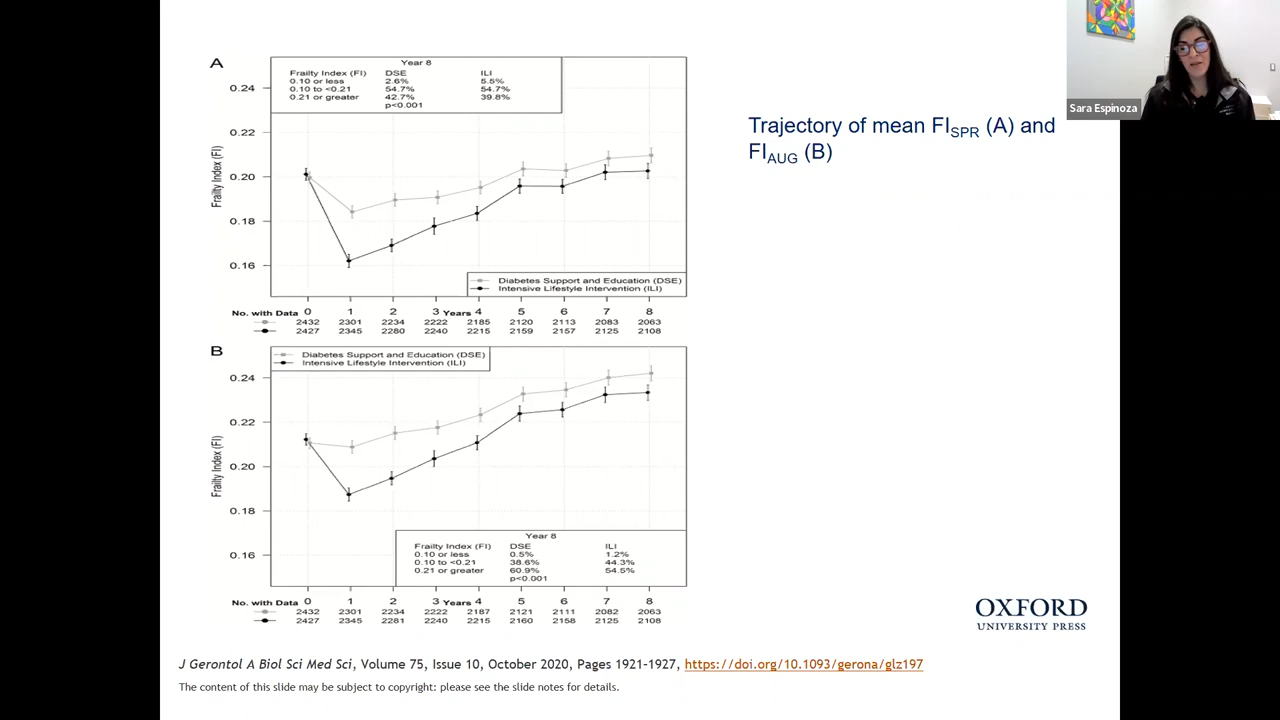 Sara Espinoza
Trajectory of mean FISPR (A) and
FIAUG (B)
A
Year 8
Frailty Index (FI) DSE ILI
0.10 or less 2.6% 5.5%
0.10 to <0.21 54.7% 54.7%
0.21 or greater 42.7% 39.8%
p<0.001
0.24
0.22
0.20
0.18
0.16
Frailty Index (FI)
Diabetes Support and Education (DSE)
Intensive Lifestyle Intervention (ILI)
No. with Data 0 1 2 3 Years 4 5 6 7 8
2432 2301 2234 2222 2185 2120 2113 2083 2063
2427 2345 2280 2240 2215 2159 2157 2125 2108
B
Diabetes Support and Education (DSE)
Intensive Lifestyle Intervention (ILI)
0.24
0.22
0.20
0.18
0.16
Frailty Index (FI)
Year 8
Frailty Index (FI) DSE ILI
0.10 or less 0.5% 1.2%
0.10 to <0.21 38.6% 44.3%
0.21 or greater 60.9% 54.5%
p<0.001
No. with Data 0 1 2 3 Years 4 5 6 7 8
2432 2301 2234 2222 2187 2121 2111 2082 2063
2427 2345 2281 2240 2215 2160 2158 2125 2108
OXFORD
UNIVERSITY PRESS
J Gerontol A Biol Sci Med Sci, Volume 75, Issue 10, October 2020, Pages 1921–1927, https://doi.org/10.1093/gerona/glz197
The content of this slide may be subject to copyright: please see the slide notes for details.